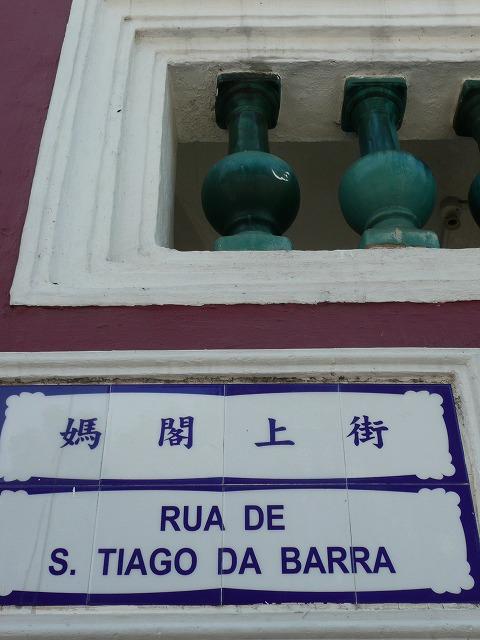 媽閣上街
RUA DE
S. TIAGO DA BARRA